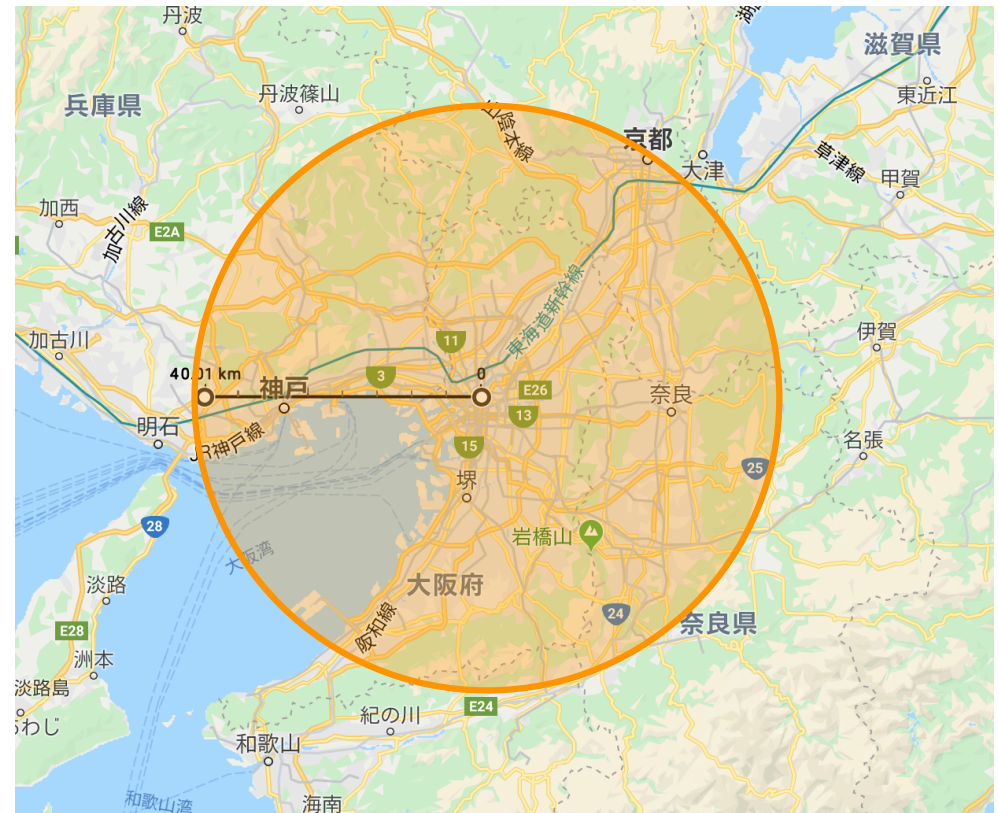 丹波
滋賀県
兵庫県
丹波篠山
東近江
山陰本線
京都
大津
草津線
甲賀
加西
加古川線
E2A
東海道新幹線
加古川
11
伊賀
40.01 km
0
3
神戸
E26
奈良
13
明石
JR神戸線
15
名張
25
堺
28
岩橋山
大阪湾
大阪府
淡路
24
阪和線
奈良県
E28
洲本
淡路島
E24
紀の川
わじ
和歌山
和歌山湾
海南